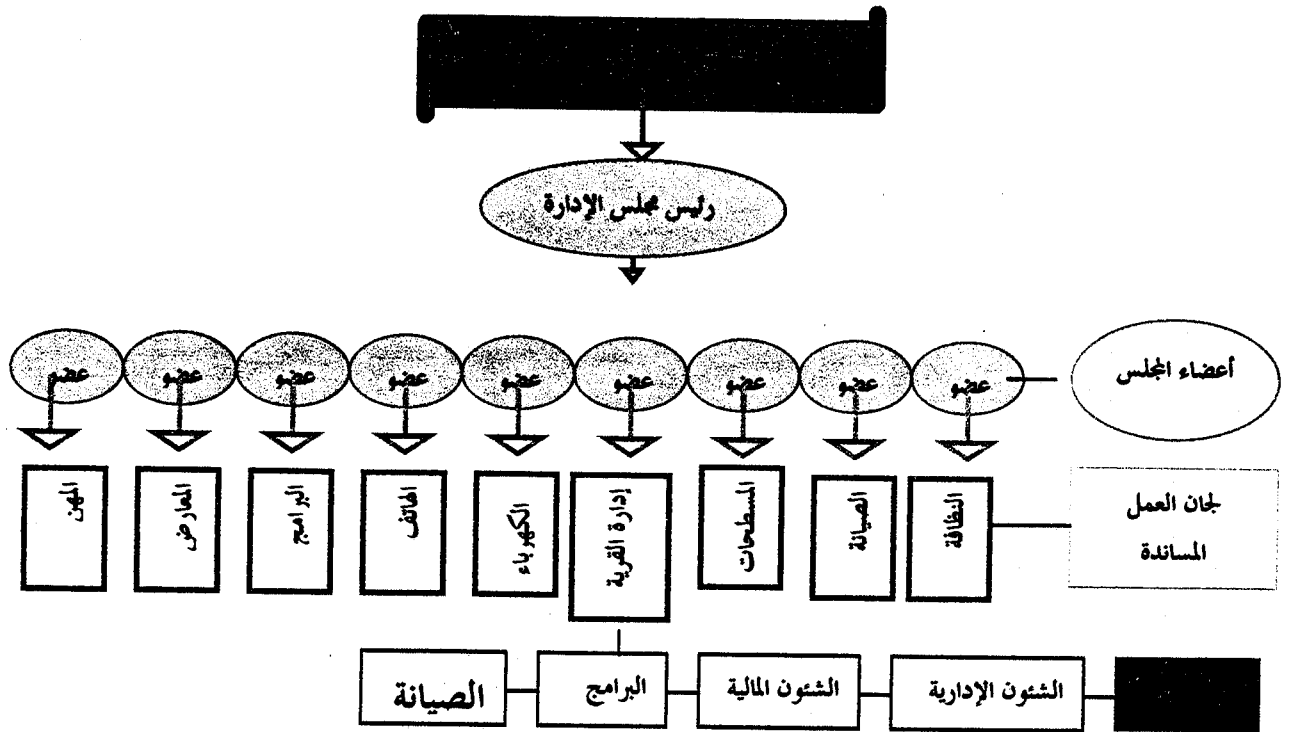 رئيس مجلس الإدارة
أعضاء المجلس
عضو
عضو
عضو
عضو
عضو
عضو
عضو
عضو
عضو
لجان العمل
المساندة
النظافة
الصيانة
المسطحات
إدارة القرية
الكهرباء
الهاتف
البرامج
المعارض
المهن
الشئون الإدارية
الشئون المالية
البرامج
الصيانة